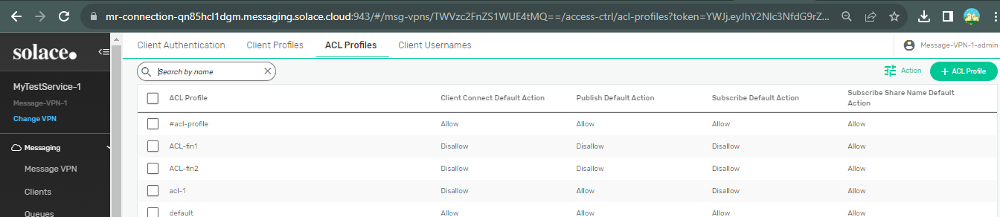 mr-connection-qn85hcl1dgm.messaging.solace.cloud:943/#/msg-vpns/TWVzc2FnZS1WUE4tMQ==/access-ctrl/acl-profiles?token=YWJj.eyJhY2Nlc3NfdG9rZ...
solace.
Client Authentication Client Profiles ACL Profiles Client Usernames Message-VPN-1-admin
Search by name Action + ACL Profile
MyTestService-1
Message-VPN-1
Change VPN
Messaging
Message VPN
Clients
Queues
ACL Profile Client Connect Default Action Publish Default Action Subscribe Default Action Subscribe Share Name Default Action
#acl-profile Allow Allow Allow Allow
ACL-fin1 Disallow Disallow Disallow Allow
ACL-fin2 Disallow Disallow Disallow Allow
acl-1 Disallow Allow Disallow Allow
default Allow Allow Allow Allow